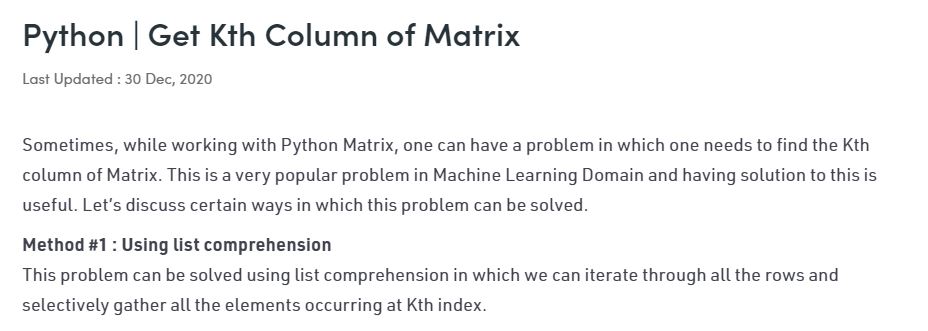 Python | Get Kth Column of Matrix
Last Updated : 30 Dec, 2020
Sometimes, while working with Python Matrix, one can have a problem in which one needs to find the Kth
column of Matrix. This is a very popular problem in Machine Learning Domain and having solution to this is
useful. Let’s discuss certain ways in which this problem can be solved.
Method #1 : Using list comprehension
This problem can be solved using list comprehension in which we can iterate through all the rows and
selectively gather all the elements occurring at Kth index.